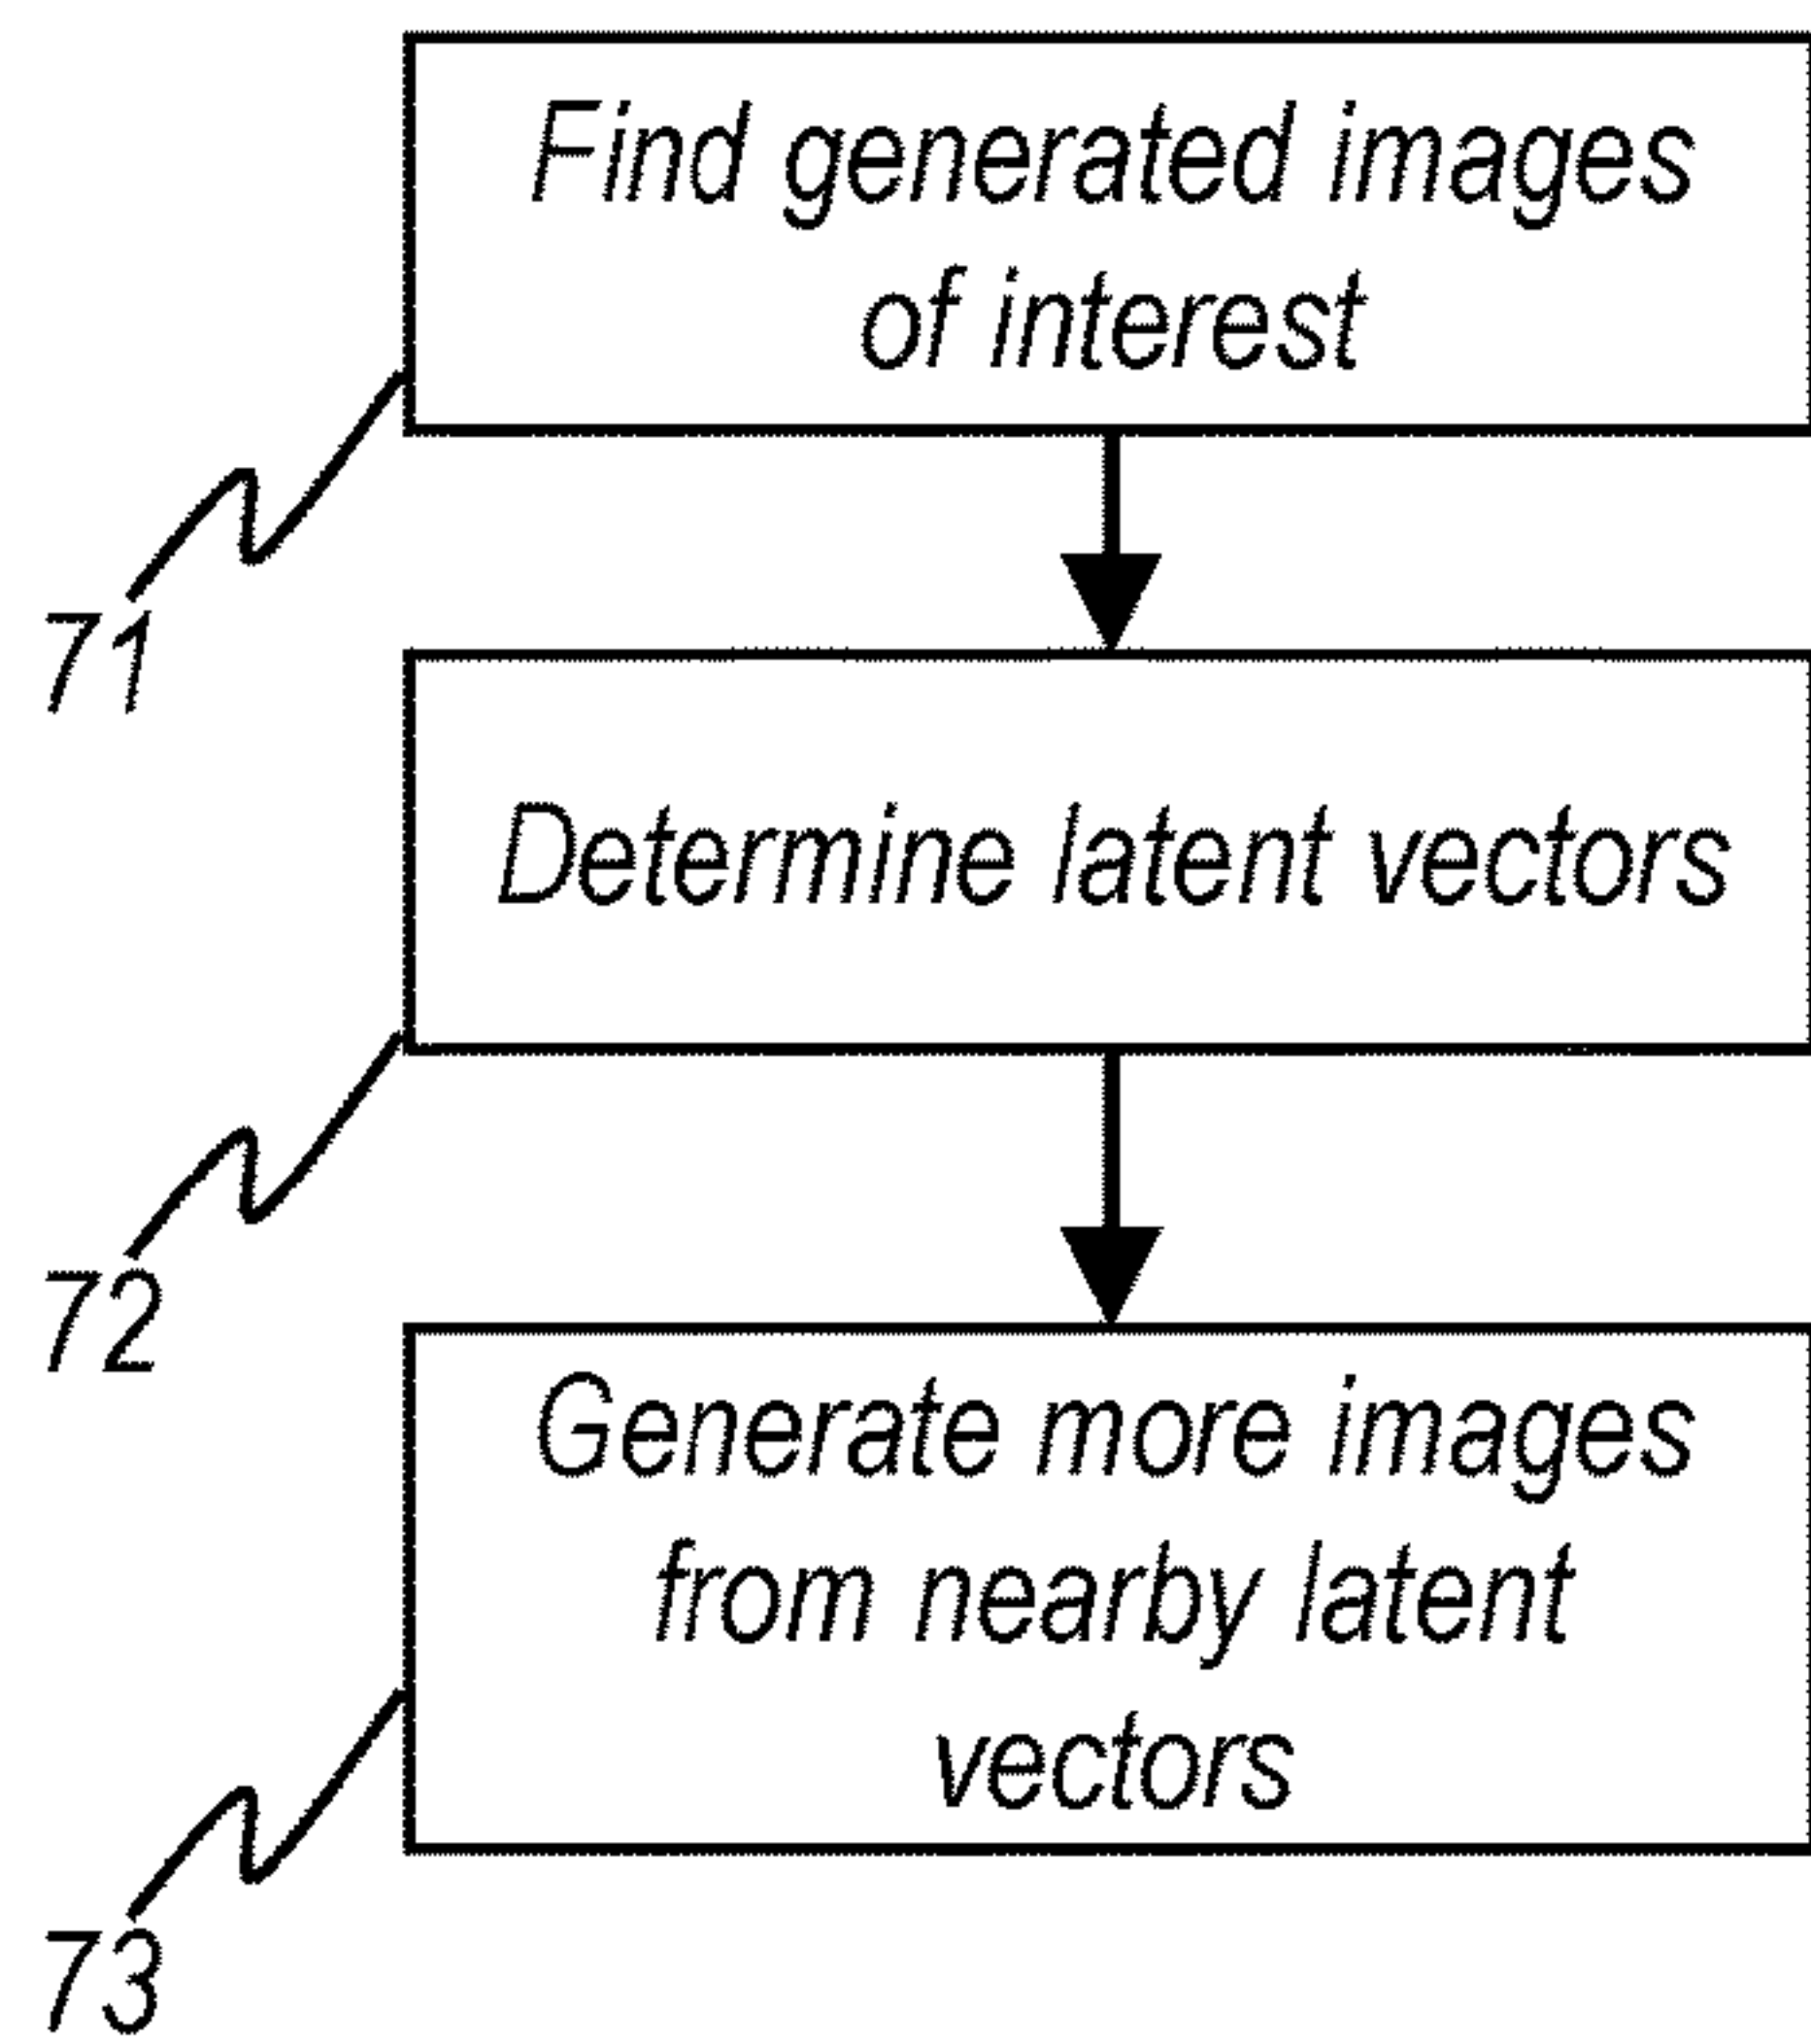 Find generated images
of interest
71
Determine latent vectors
72
Generate more images
from nearby latent
vectors
73